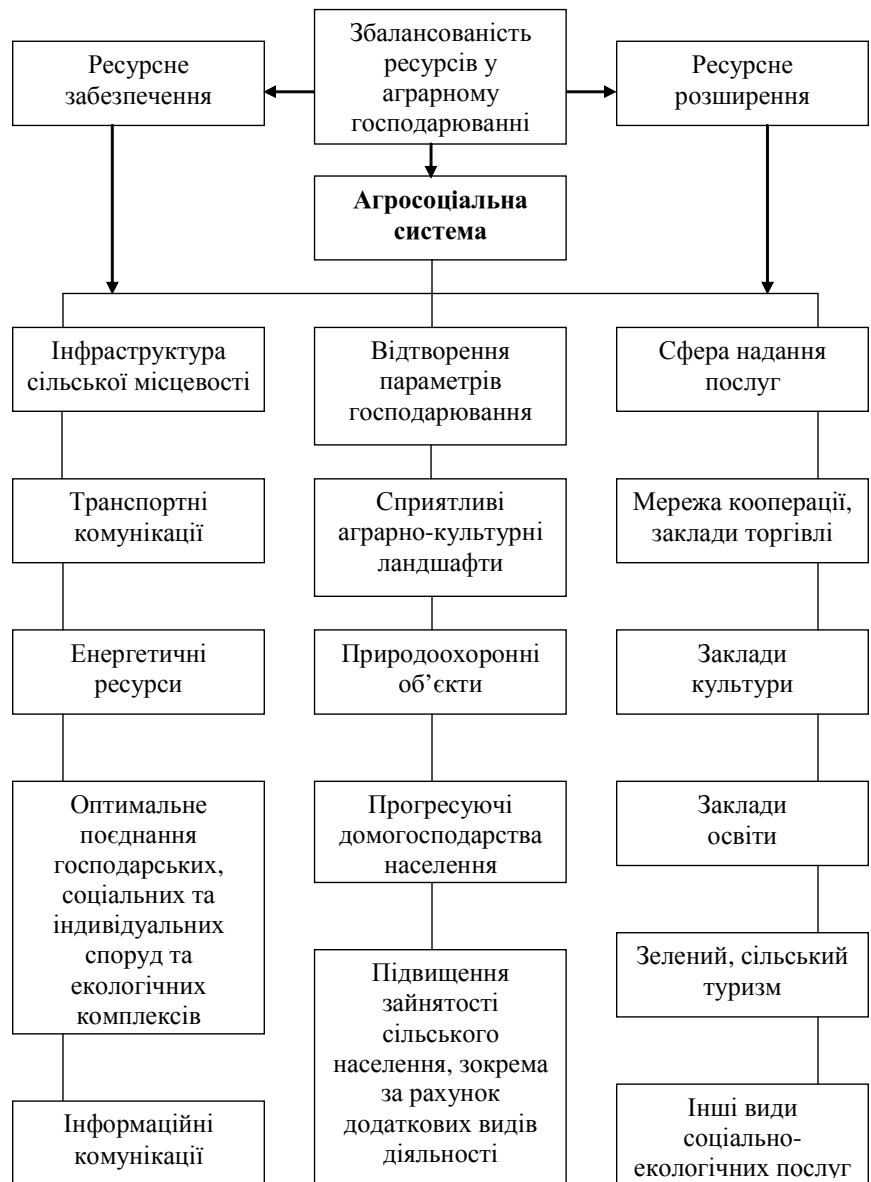 Ресурсне
забезпечення
Збалансованість
ресурсів у
аграрному
господарюванні
Ресурсне
розширення
Агросоціальна
система
Інфраструктура
сільської місцевості
Транспортні
комунікації
Енергетичні
ресурси
Оптимальне
поєднання
господарських,
соціальних та
індивідуальних
споруд та
екологічних
комплексів
Інформаційні
комунікації
Відтворення
параметрів
господарювання
Сприятливі
аграрно-культурні
ландшафти
Природоохоронні
об’єкти
Прогресуючі
домогосподарства
населення
Підвищення
зайнятості
сільського
населення, зокрема
за рахунок
додаткових видів
діяльності
Сфера надання
послуг
Мережа кооперації,
заклади торгівлі
Заклади
культури
Заклади
освіти
Зелений, сільський
туризм
Інші види
соціально-
екологічних послуг